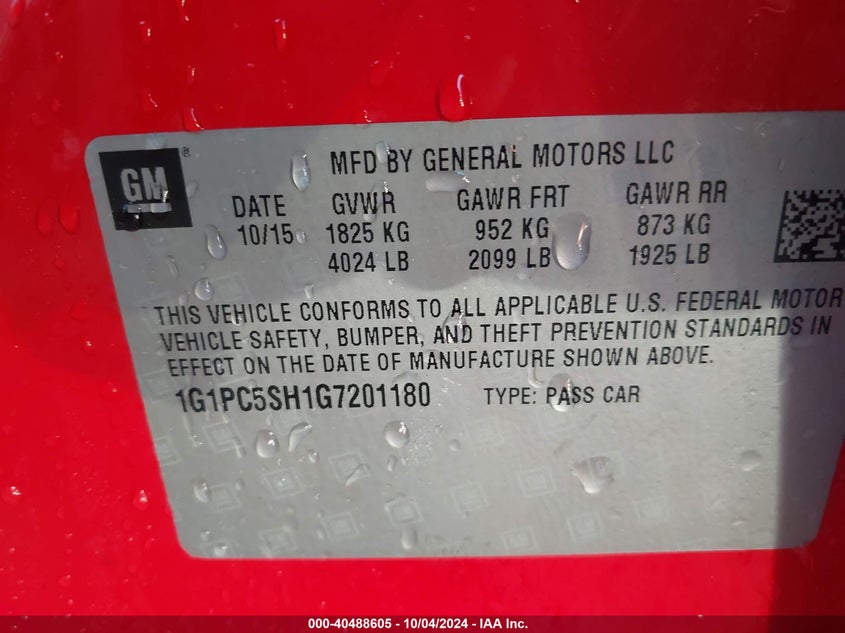 GM ® MFD BY GENERAL MOTORS LLC
DATE GVWR GAWR FRT GAWR RR
10/15 1825 KG 952 KG 873 KG
4024 LB 2099 LB 1925 LB
THIS VEHICLE CONFORMS TO ALL APPLICABLE U.S. FEDERAL MOTOR
VEHICLE SAFETY, BUMPER, AND THEFT PREVENTION STANDARDS IN
EFFECT ON THE DATE OF MANUFACTURE SHOWN ABOVE.
1G1PC5SH1G7201180 TYPE: PASS CAR
000-40488605 - 10/04/2024 - IAA Inc.